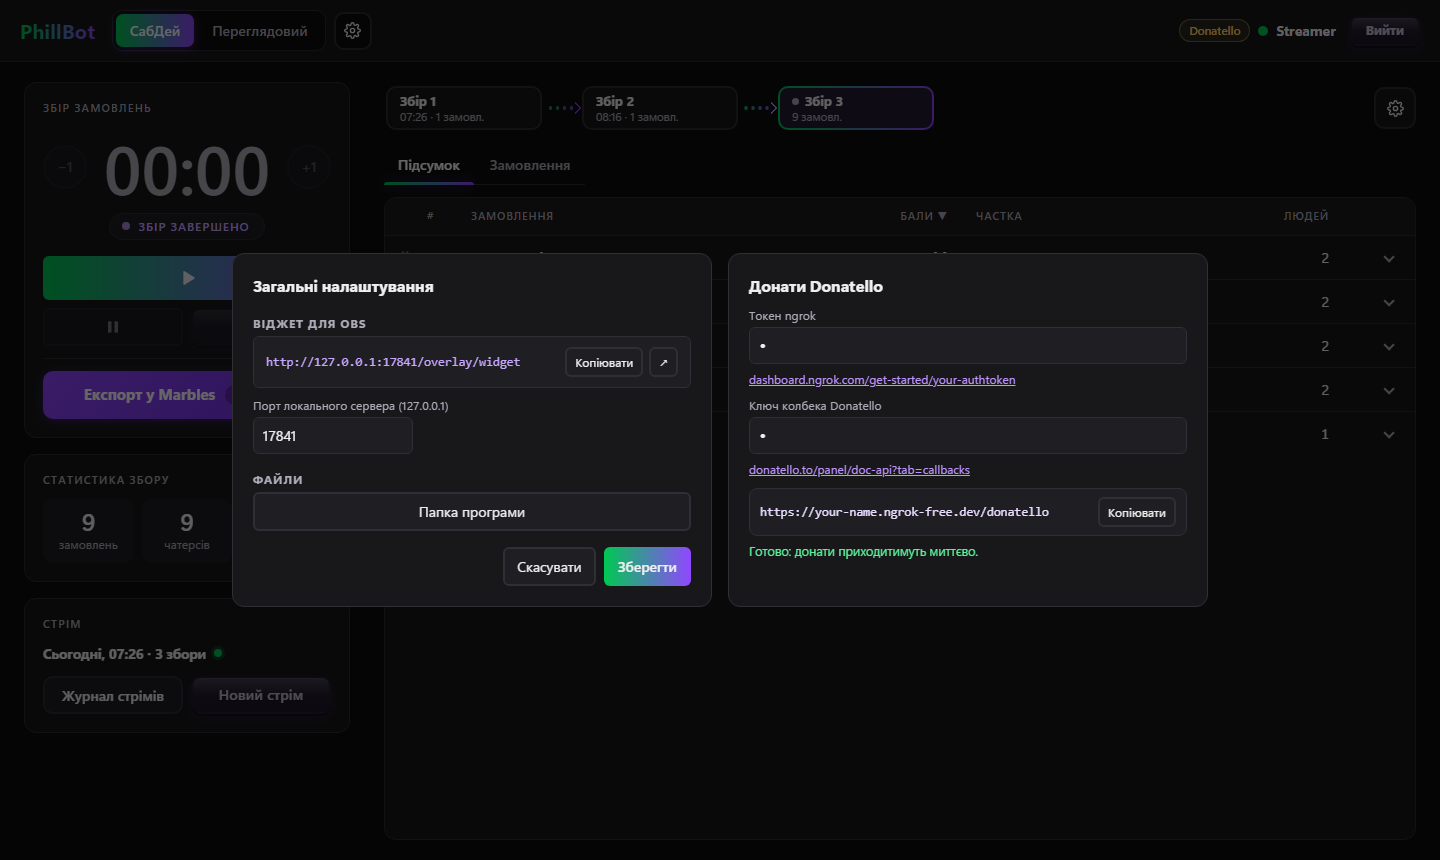 PhillBot
СабДей
Переглядовий
Donatello
Streamer
Вийти
ЗБІР ЗАМОВЛЕНЬ
−1
00:00
+1
ЗБІР ЗАВЕРШЕНО
Експорт у Marbles
СТАТИСТИКА ЗБОРУ
9
замовлень
9
чатерсів
СТРІМ
Сьогодні, 07:26 · 3 збори
Журнал стрімів
Новий стрім
Збір 1
07:26 · 1 замовл.
Збір 2
08:16 · 1 замовл.
Збір 3
9 замовл.
Підсумок
Замовлення
#
ЗАМОВЛЕННЯ
БАЛИ ▼
ЧАСТКА
ЛЮДЕЙ
2
2
2
2
1
Загальні налаштування
ВІДЖЕТ ДЛЯ OBS
http://127.0.0.1:17841/overlay/widget
Копіювати
↗
Порт локального сервера (127.0.0.1)
17841
ФАЙЛИ
Папка програми
Скасувати
Зберегти
Донати Donatello
Токен ngrok
•
dashboard.ngrok.com/get-started/your-authtoken
Ключ колбека Donatello
•
donatello.to/panel/doc-api?tab=callbacks
https://your-name.ngrok-free.dev/donatello
Копіювати
Готово: донати приходитимуть миттєво.